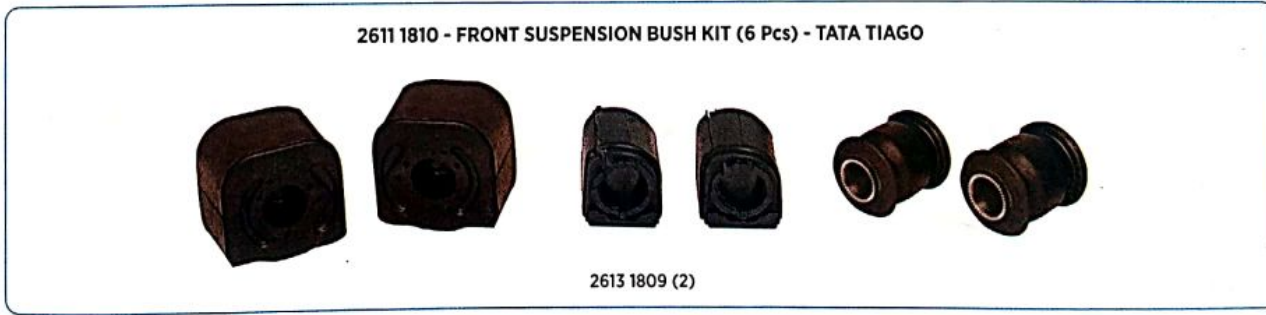 2611 1810 - FRONT SUSPENSION BUSH KIT (6 Pcs) - TATA TIAGO
2613 1809 (2)